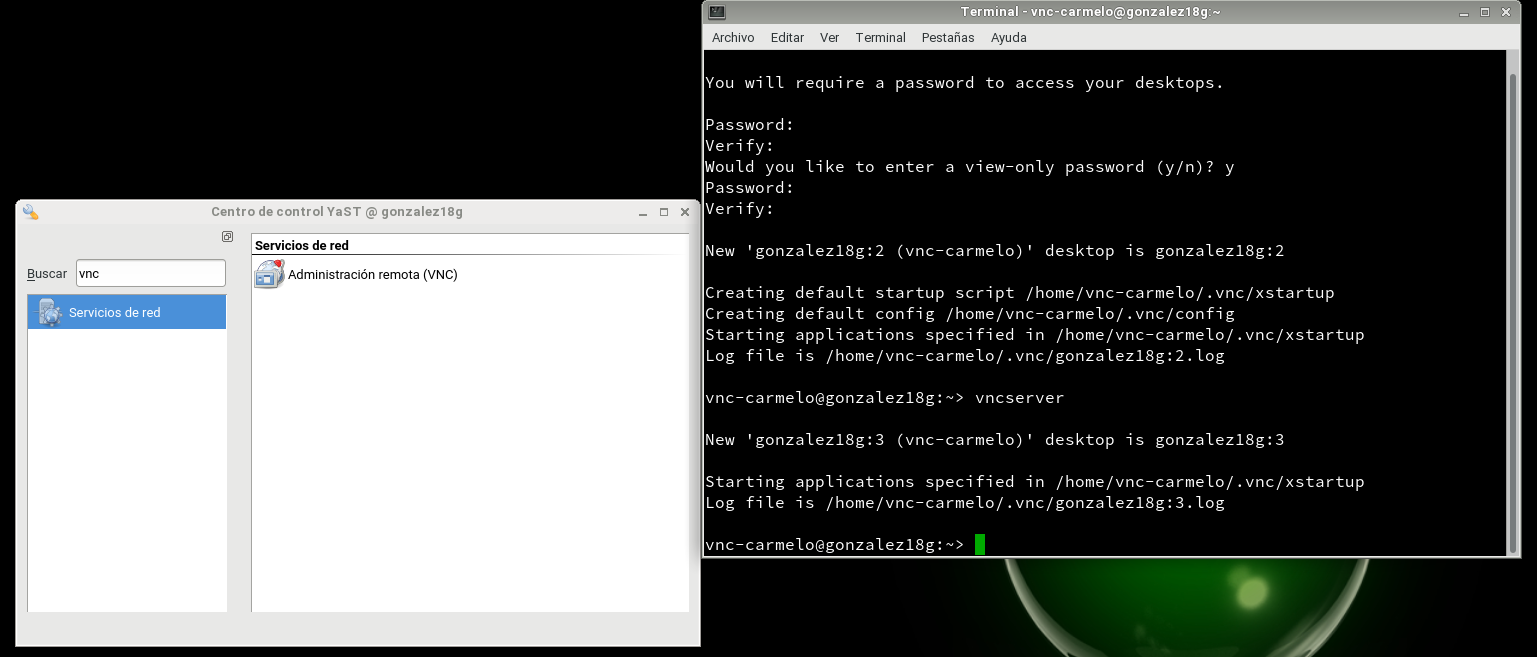 Centro de control YaST @ gonzalez18g
Buscar vnc
Servicios de red
Servicios de red
Administración remota (VNC)
Terminal - vnc-carmelo@gonzalez18g:~
Archivo Editar Ver Terminal Pestañas Ayuda
You will require a password to access your desktops.
Password:
Verify:
Would you like to enter a view-only password (y/n)? y
Password:
Verify:
New 'gonzalez18g:2 (vnc-carmelo)' desktop is gonzalez18g:2
Creating default startup script /home/vnc-carmelo/.vnc/xstartup
Creating default config /home/vnc-carmelo/.vnc/config
Starting applications specified in /home/vnc-carmelo/.vnc/xstartup
Log file is /home/vnc-carmelo/.vnc/gonzalez18g:2.log
vnc-carmelo@gonzalez18g:~> vncserver
New 'gonzalez18g:3 (vnc-carmelo)' desktop is gonzalez18g:3
Starting applications specified in /home/vnc-carmelo/.vnc/xstartup
Log file is /home/vnc-carmelo/.vnc/gonzalez18g:3.log
vnc-carmelo@gonzalez18g:~>